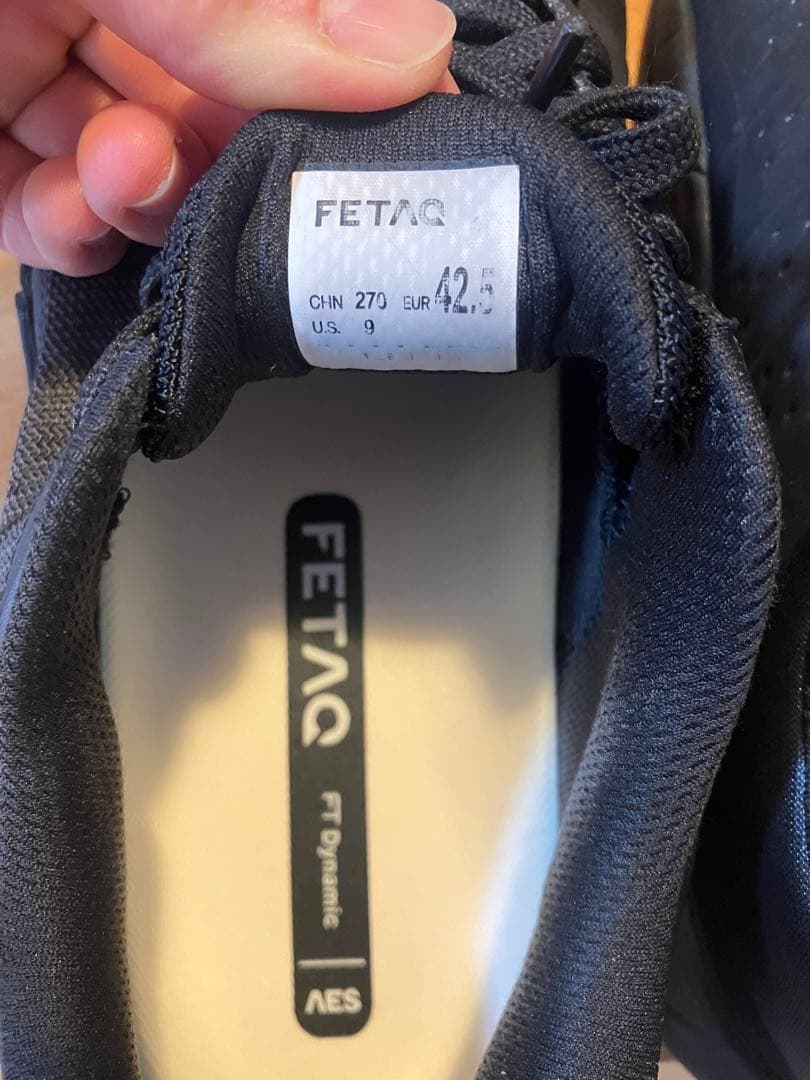 FETAQ
CHN 270 EUR 42.5
U.S. 9
FETAQ
FT Dynamic
AES